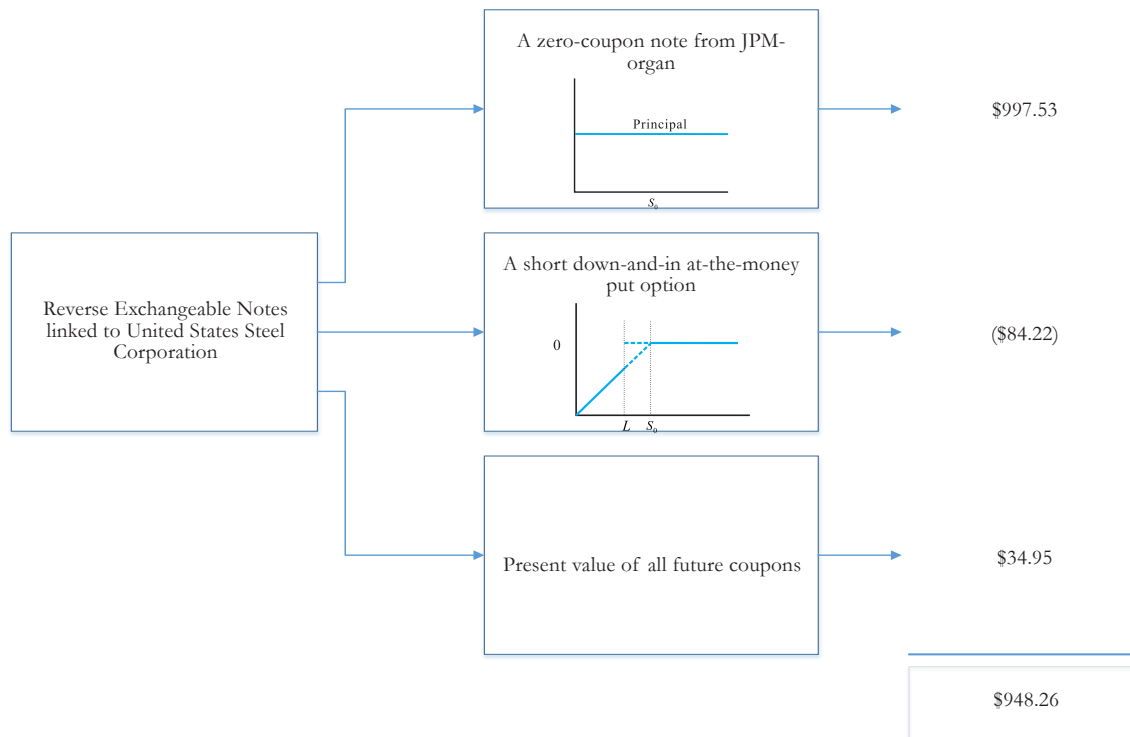 A zero-coupon note from JPM-
organ
Principal
S₀
$997.53
Reverse Exchangeable Notes
linked to United States Steel
Corporation
A short down-and-in at-the-money
put option
0
L S₀
($84.22)
Present value of all future coupons
$34.95
$948.26